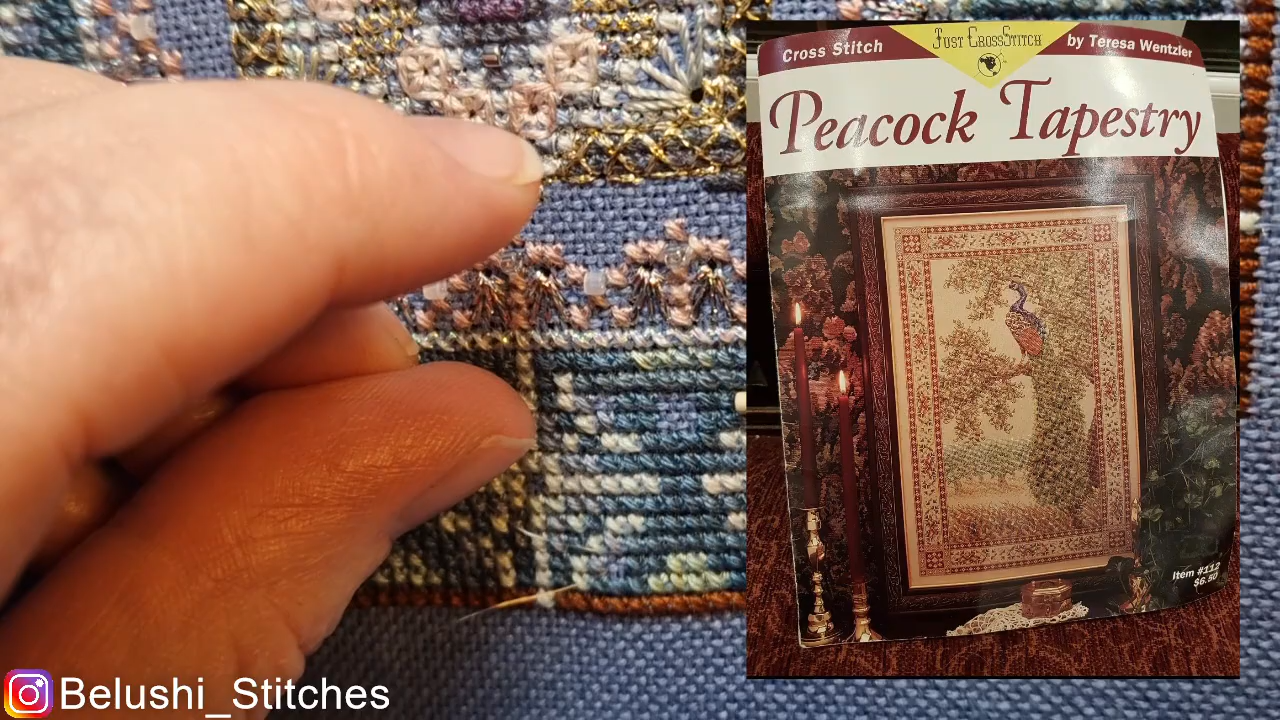 Cross Stitch
JUST CROSSSTITCH
by Teresa Wentzler
Peacock Tapestry
Item #112
$6.50
Belushi_Stitches